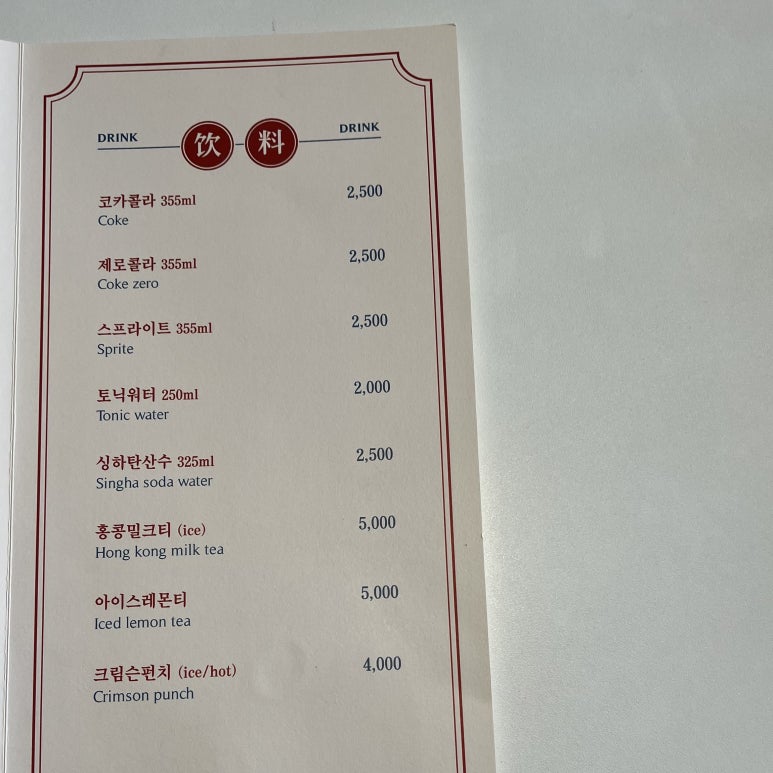 DRINK 饮料 DRINK
코카콜라 355ml 2,500
Coke
제로콜라 355ml 2,500
Coke zero
스프라이트 355ml 2,500
Sprite
토닉워터 250ml 2,000
Tonic water
싱하탄산수 325ml 2,500
Singha soda water
홍콩밀크티 (ice) 5,000
Hong kong milk tea
아이스레몬티 5,000
Iced lemon tea
크림슨펀치 (ice/hot) 4,000
Crimson punch